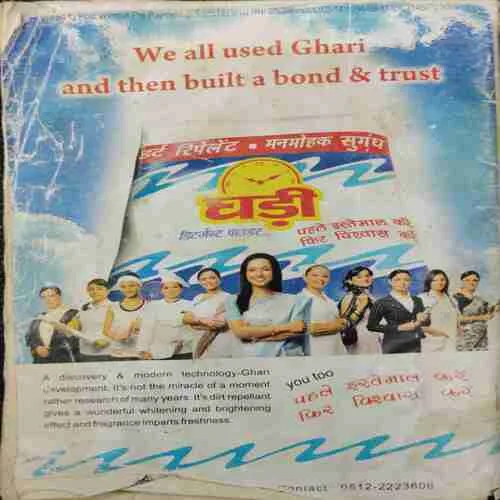 We all used Ghari
and then built a bond & trust
डर्ट रिपेलेंट • मनमोहक सुगंध
घड़ी
डिटर्जेन्ट पाउडर
पहले इस्तेमाल करें
फिर विश्वास करें
A discovery & modern technology-Ghari
Development. It's not the miracle of a moment
rather research of many years. It's dirt repellant
gives a wonderful whitening and brightening
effect and fragrance imparts freshness.
you too
पहले इस्तेमाल करें
फिर विश्वास करें
Contact 0512-2223606